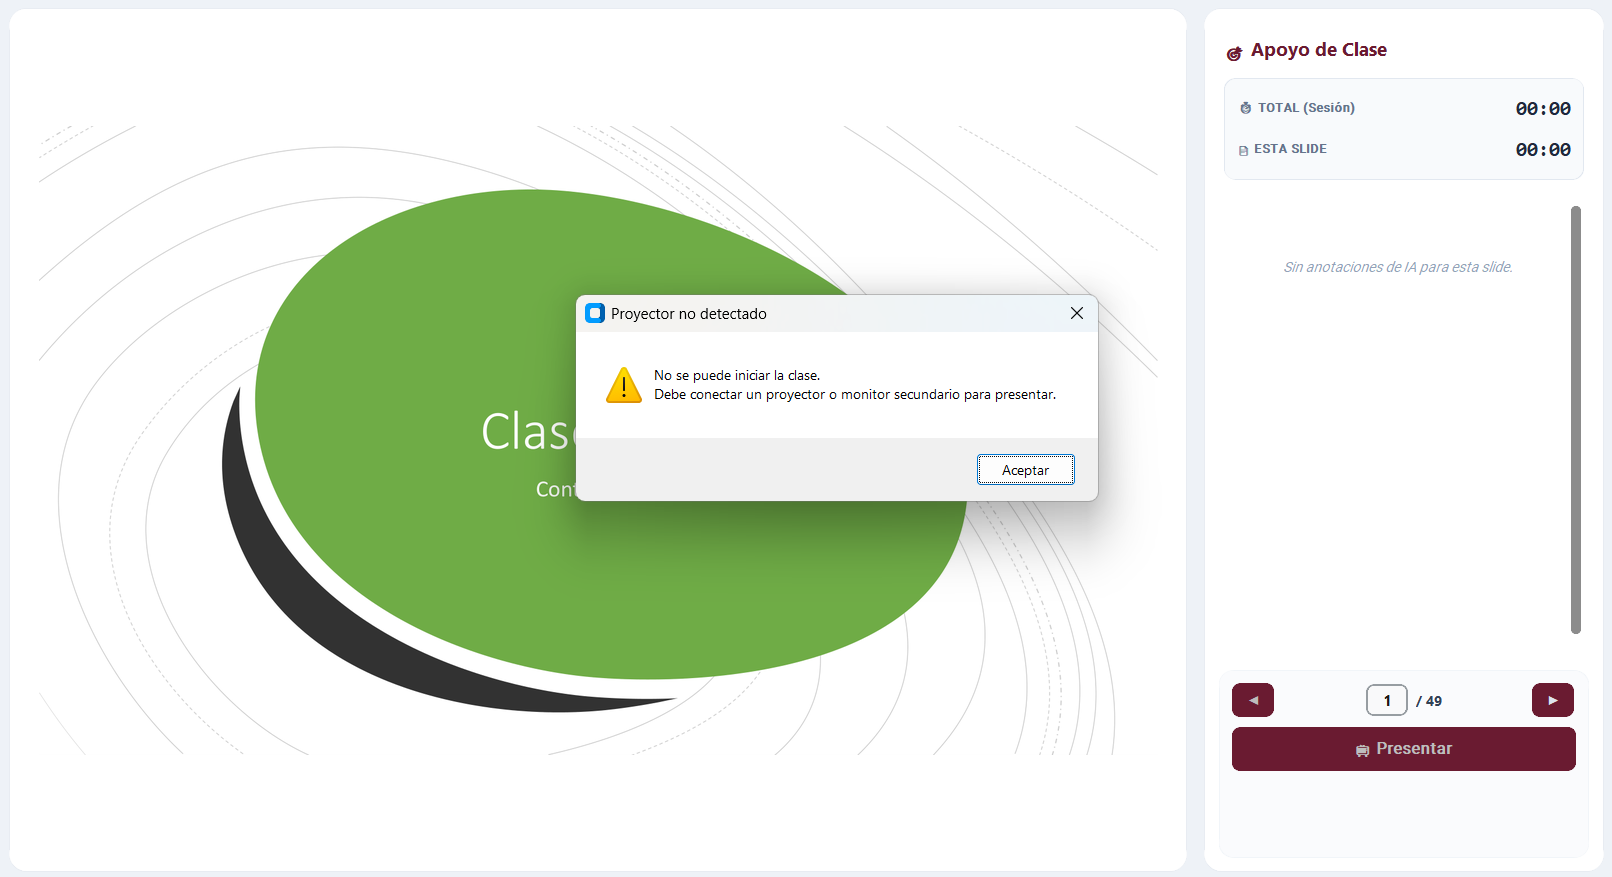 Apoyo de Clase
TOTAL (Sesión) 00:00
ESTA SLIDE 00:00
Sin anotaciones de IA para esta slide.
Proyector no detectado
No se puede iniciar la clase.
Debe conectar un proyector o monitor secundario para presentar.
Aceptar
1 / 49
Presentar